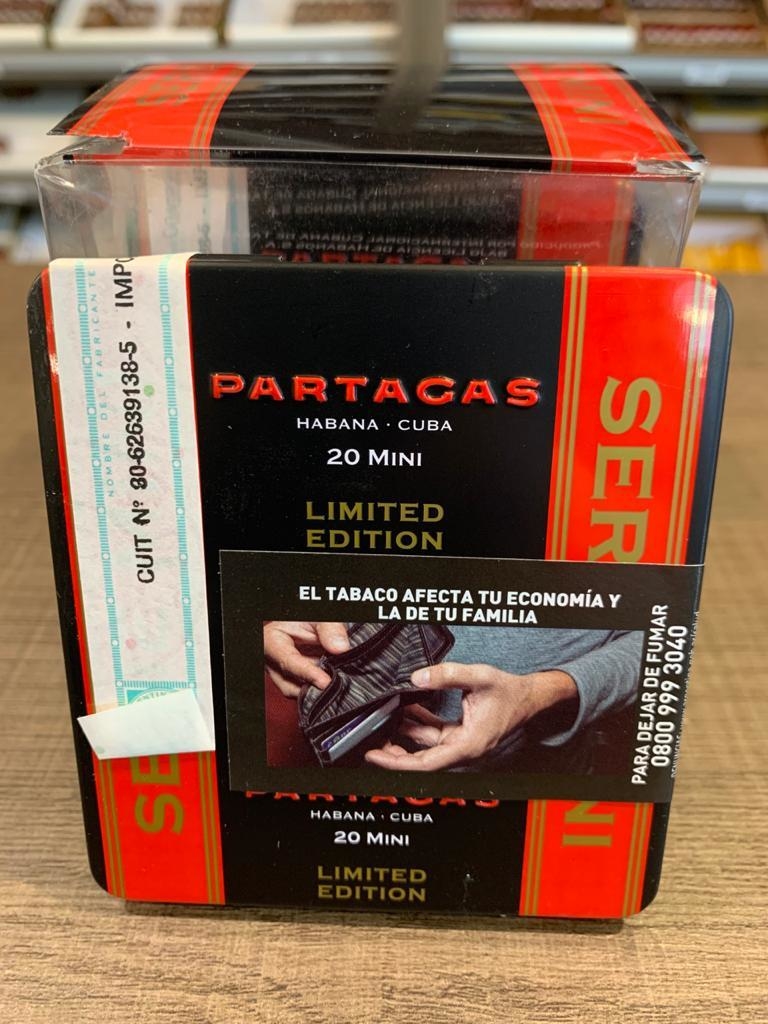 PARTAGAS
HABANA · CUBA
20 MINI
LIMITED
EDITION
SER
EL TABACO AFECTA TU ECONOMÍA Y
LA DE TU FAMILIA
PARA DEJAR DE FUMAR
0800 999 3040
NOMBRE DEL FABRICANTE
CUIT Nº 30-62639138-5 - IMPO
PARTAGAS
HABANA · CUBA
20 MINI
LIMITED
EDITION
SE
NI